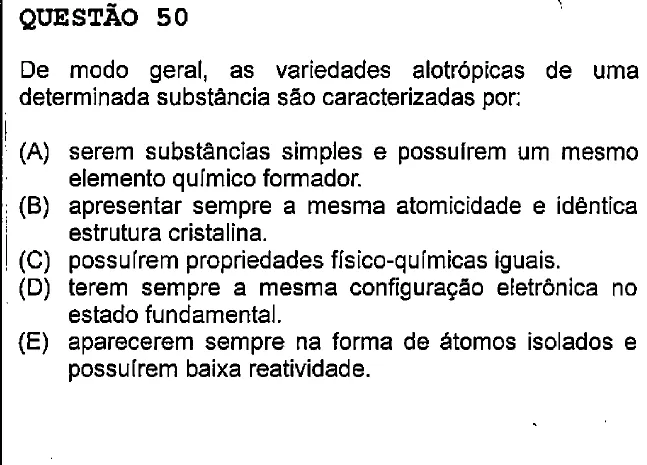 QUESTÃO 50
De modo geral, as variedades alotrópicas de uma
determinada substância são caracterizadas por:
(A) serem substâncias simples e possuírem um mesmo
elemento químico formador.
(B) apresentar sempre a mesma atomicidade e idêntica
estrutura cristalina.
(C) possuírem propriedades físico-químicas iguais.
(D) terem sempre a mesma configuração eletrônica no
estado fundamental.
(E) aparecerem sempre na forma de átomos isolados e
possuírem baixa reatividade.